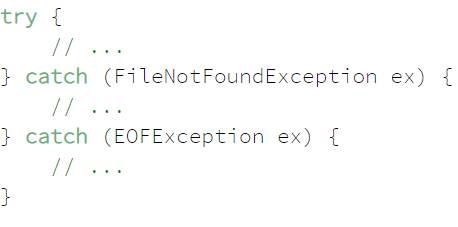 try {
    // ...
} catch (FileNotFoundException ex) {
    // ...
} catch (EOFException ex) {
    // ...
}